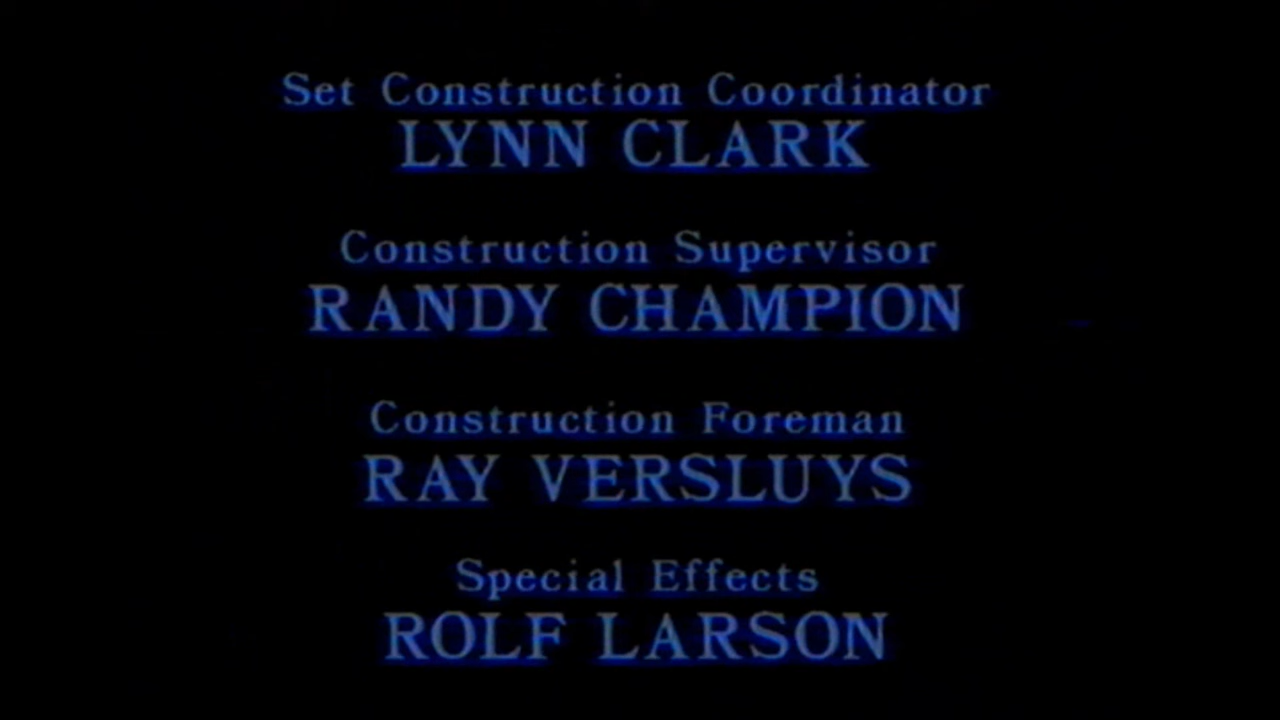 Set Construction Coordinator
LYNN CLARK
Construction Supervisor
RANDY CHAMPION
Construction Foreman
RAY VERSLUYS
Special Effects
ROLF LARSON